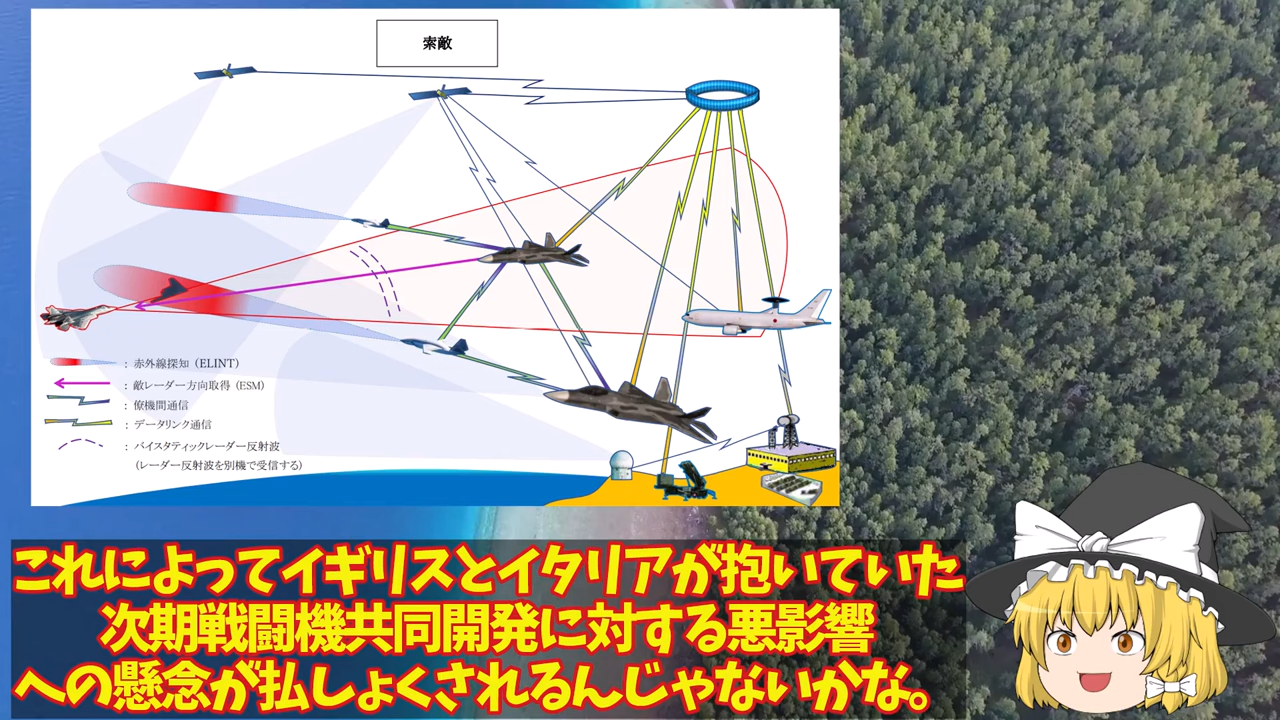 索敵
: 赤外線探知（ELINT）
: 敵レーダー方向取得 (ESM)
: 僚機間通信
: データリンク通信
: バイスタティックレーダー反射波
(レーダー反射波を別機で受信する)
これによってイギリスとイタリアが抱いていた
次期戦闘機共同開発に対する悪影響
への懸念が払しょくされるんじゃないかな。